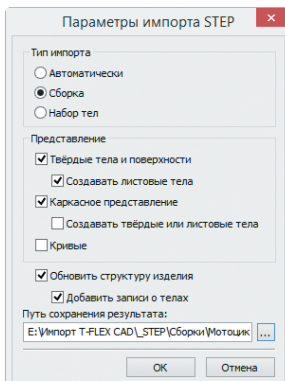 Параметры импорта STEP
Тип импорта
Автоматически
Сборка
Набор тел
Представление
Твёрдые тела и поверхности
Создавать листовые тела
Каркасное представление
Создавать твёрдые или листовые тела
Кривые
Обновить структуру изделия
Добавить записи о телах
Путь сохранения результата:
E:\Импорт T-FLEX CAD\_STEP\Сборки\Мотоцик ...
ОК Отмена